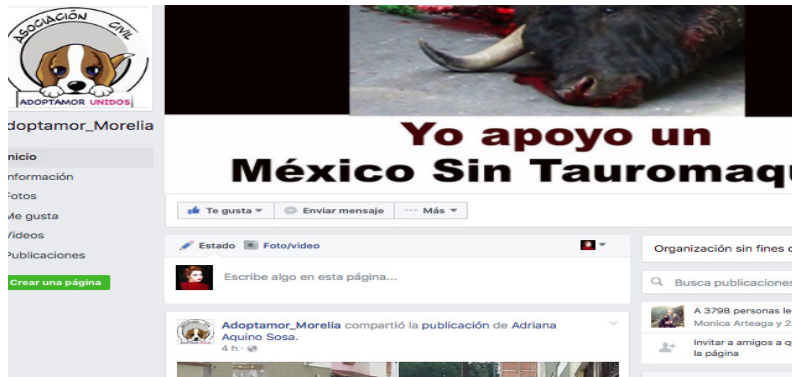 ASOCIACIÓN CIVIL
ADOPTAMOR UNIDOS
doptamor_Morelia
nicio
nformación
otos
Me gusta
Videos
Publicaciones
Crear una página
Yo apoyo un
México Sin Tauromaqu
Te gusta
Enviar mensaje
Más
Estado
Foto/video
Escribe algo en esta página...
Adoptamor_Morelia compartió la publicación de Adriana
Aquino Sosa.
4 h
Organización sin fines d
Busca publicaciones
A 3798 personas le
Monica Arteaga y 2
Invitar a amigos a q
la página